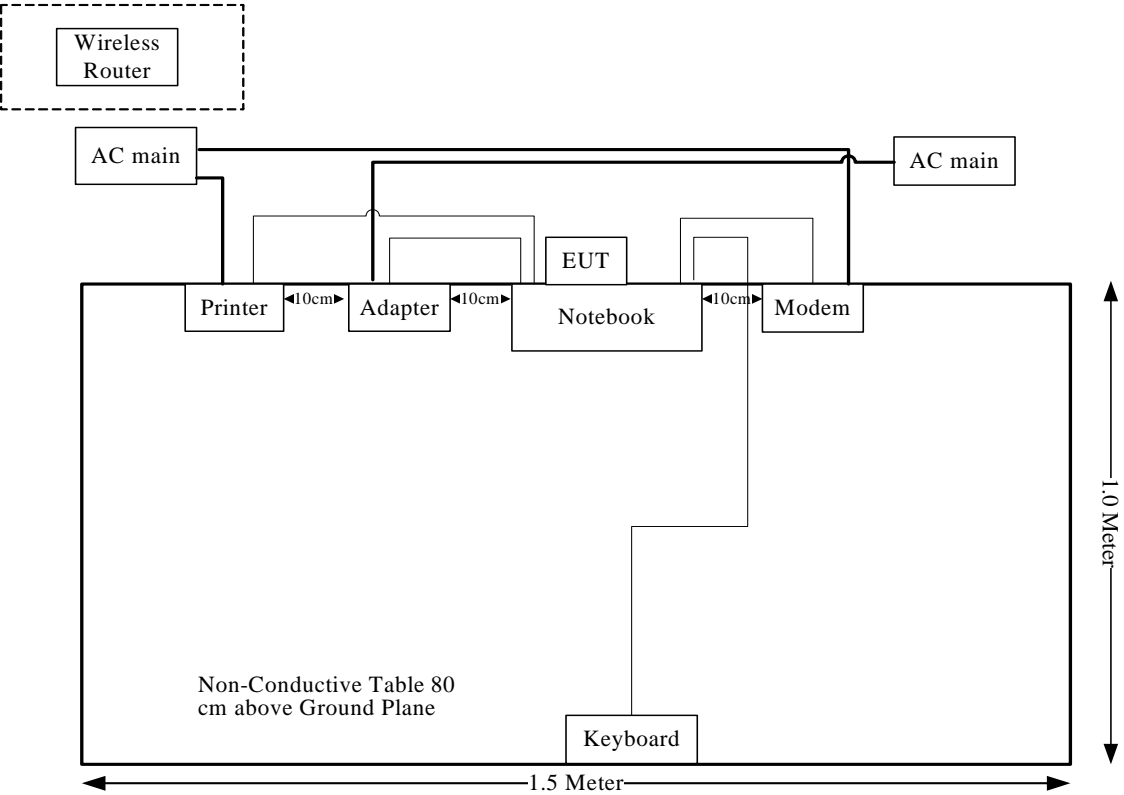 Wireless
Router
AC main
AC main
EUT
Printer
10cm
Adapter
10cm
Notebook
10cm
Modem
1.0 Meter
Non-Conductive Table 80
cm above Ground Plane
Keyboard
1.5 Meter